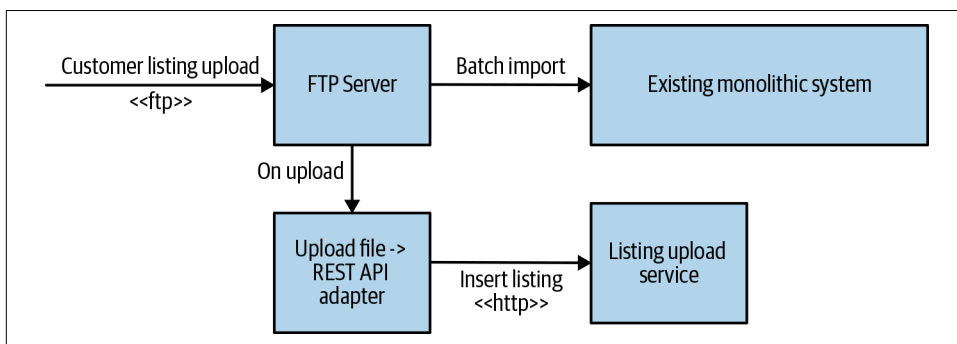 Customer listing upload
<<ftp>>
FTP Server
Batch import
Existing monolithic system
On upload
Upload file ->
REST API
adapter
Insert listing
<<http>>
Listing upload
service